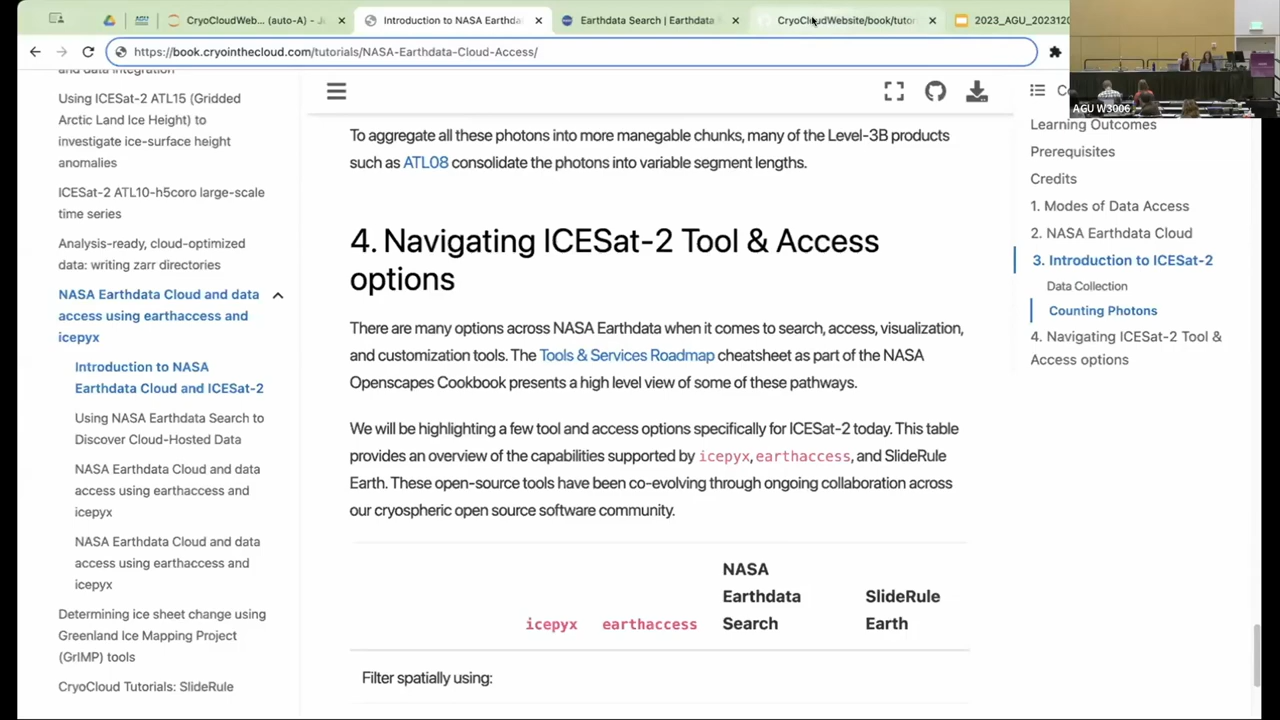 CryoCloudWeb... (auto-A) - J
Introduction to NASA Earthda
Earthdata Search | Earthdata
CryoCloudWebsite/book/tutor
2023_AGU_2023120
https://book.cryointhecloud.com/tutorials/NASA-Earthdata-Cloud-Access/
AGU W3006
and data integration
Using ICESat-2 ATL15 (Gridded
Arctic Land Ice Height) to
investigate ice-surface height
anomalies
ICESat-2 ATL10-h5coro large-scale
time series
Analysis-ready, cloud-optimized
data: writing zarr directories
NASA Earthdata Cloud and data
access using earthaccess and
icepyx
Introduction to NASA
Earthdata Cloud and ICESat-2
Using NASA Earthdata Search to
Discover Cloud-Hosted Data
NASA Earthdata Cloud and data
access using earthaccess and
icepyx
NASA Earthdata Cloud and data
access using earthaccess and
icepyx
Determining ice sheet change using
Greenland Ice Mapping Project
(GrIMP) tools
CryoCloud Tutorials: SlideRule
To aggregate all these photons into more manegable chunks, many of the Level-3B products
such as ATL08 consolidate the photons into variable segment lengths.
4. Navigating ICESat-2 Tool & Access
options
There are many options across NASA Earthdata when it comes to search, access, visualization,
and customization tools. The Tools & Services Roadmap cheatsheet as part of the NASA
Openscapes Cookbook presents a high level view of some of these pathways.
We will be highlighting a few tool and access options specifically for ICESat-2 today. This table
provides an overview of the capabilities supported by icepyx, earthaccess, and SlideRule
Earth. These open-source tools have been co-evolving through ongoing collaboration across
our cryospheric open source software community.
NASA
Earthdata SlideRule
icepyx earthaccess Search Earth
Filter spatially using:
Learning Outcomes
Prerequisites
Credits
1. Modes of Data Access
2. NASA Earthdata Cloud
3. Introduction to ICESat-2
Data Collection
Counting Photons
4. Navigating ICESat-2 Tool &
Access options